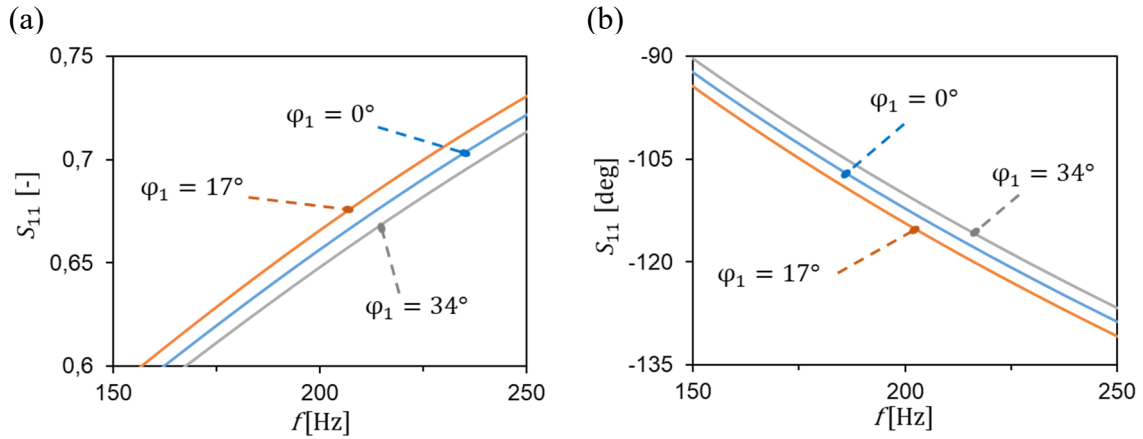 (a)
0,75
0,7
0,65
0,6
S₁₁ [-]
φ₁ = 0°
φ₁ = 17°
φ₁ = 34°
150
200
250
f[Hz]
(b)
-90
-105
-120
-135
S₁₁ [deg]
φ₁ = 0°
φ₁ = 34°
φ₁ = 17°
150
200
250
f[Hz]